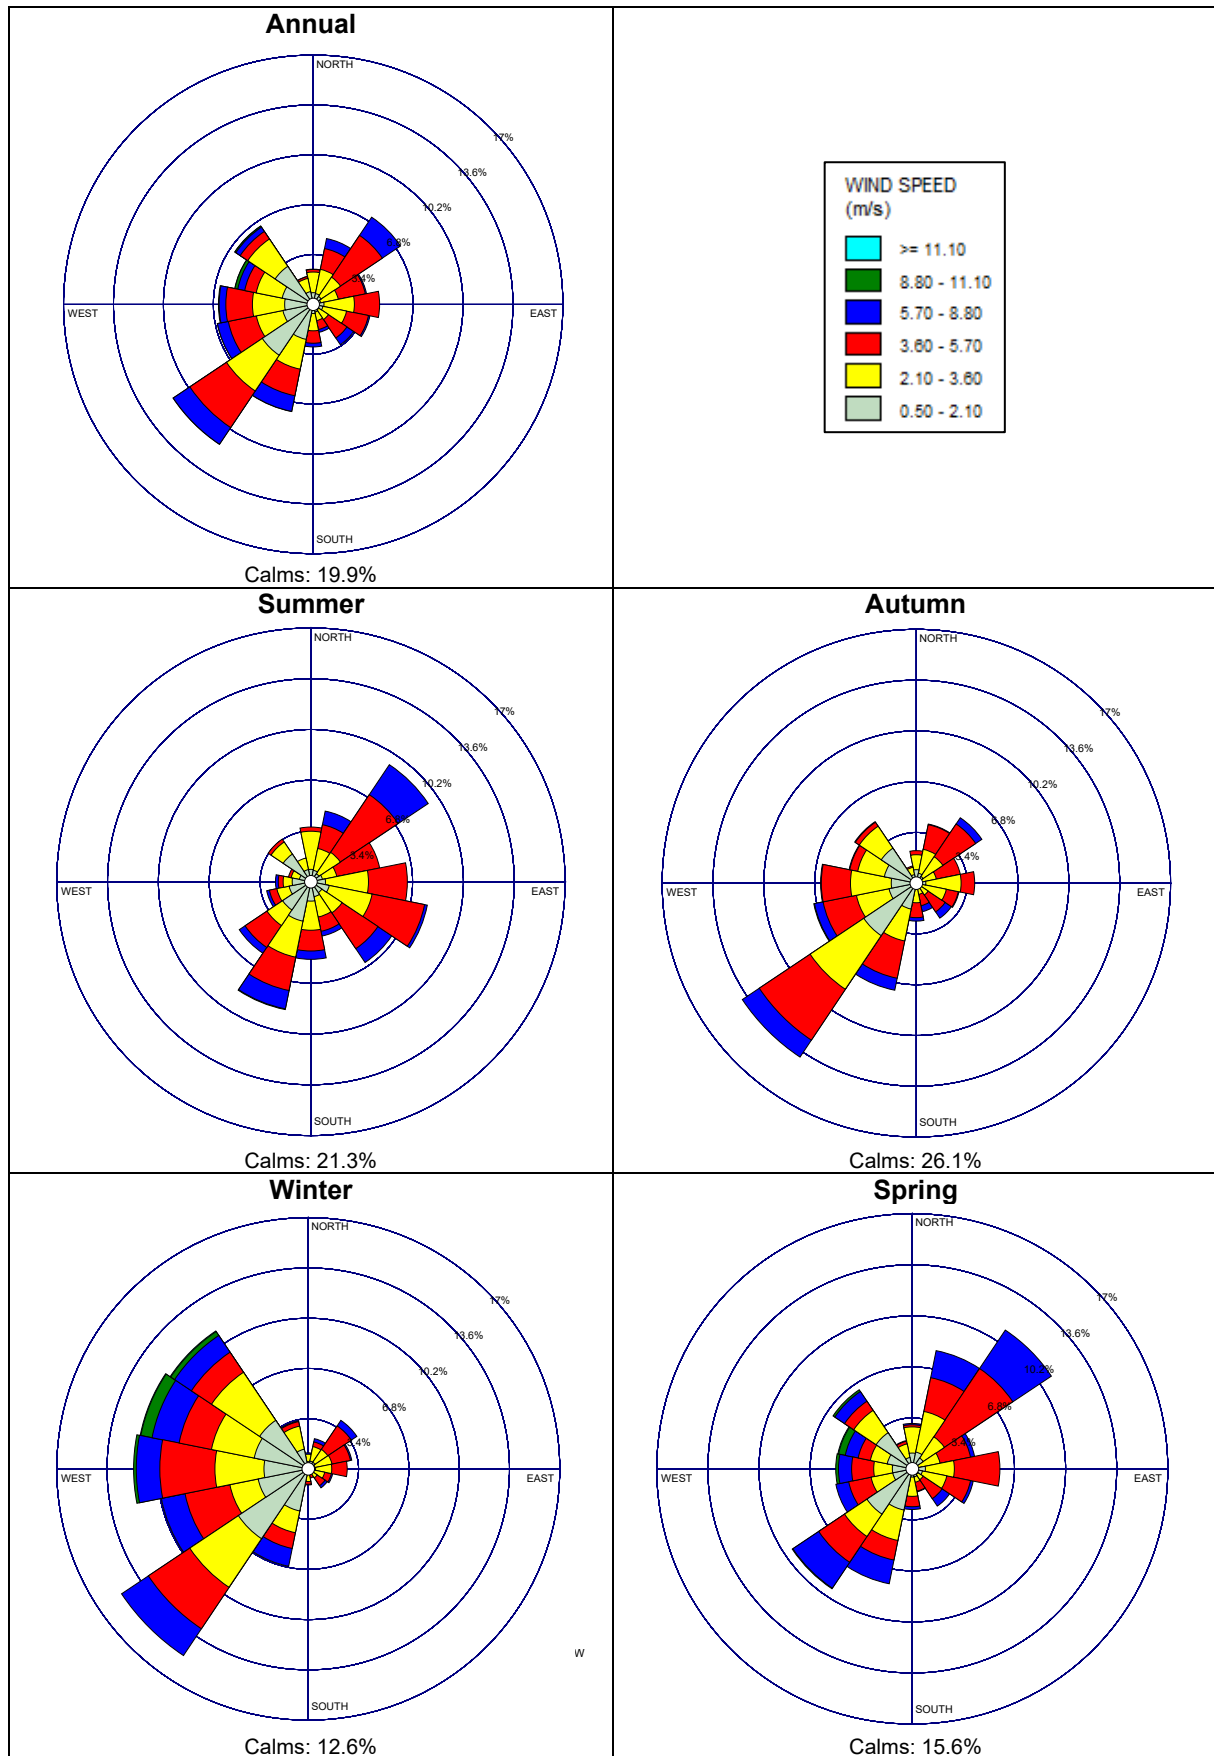 Annual
NORTH
17%
13.6%
10.2%
6.8%
3.4%
WEST
EAST
SOUTH
Calms: 19.9%
WIND SPEED
(m/s)
>= 11.10
8.80 - 11.10
5.70 - 8.80
3.60 - 5.70
2.10 - 3.60
0.50 - 2.10
Summer
NORTH
17%
13.6%
10.2%
6.8%
3.4%
WEST
EAST
SOUTH
Calms: 21.3%
Autumn
NORTH
17%
13.6%
10.2%
6.8%
3.4%
WEST
EAST
SOUTH
Calms: 26.1%
Winter
NORTH
17%
13.6%
10.2%
6.8%
3.4%
WEST
EAST
W
SOUTH
Calms: 12.6%
Spring
NORTH
17%
13.6%
10.2%
6.8%
3.4%
WEST
EAST
SOUTH
Calms: 15.6%